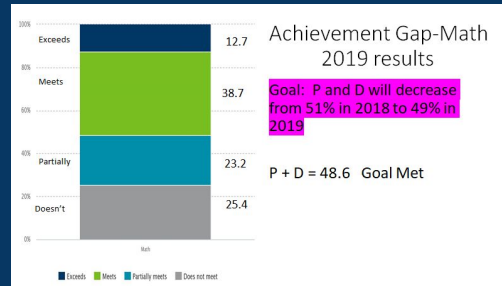 Achievement Gap-Math
2019 results
Goal: P and D will decrease
from 51% in 2018 to 49% in
2019
P + D = 48.6 Goal Met
100%
Exceeds
12.7
80%
Meets
38.7
60%
40%
Partially
23.2
20%
Doesn't
25.4
0%
Math
Exceeds Meets Partially meets Does not meet